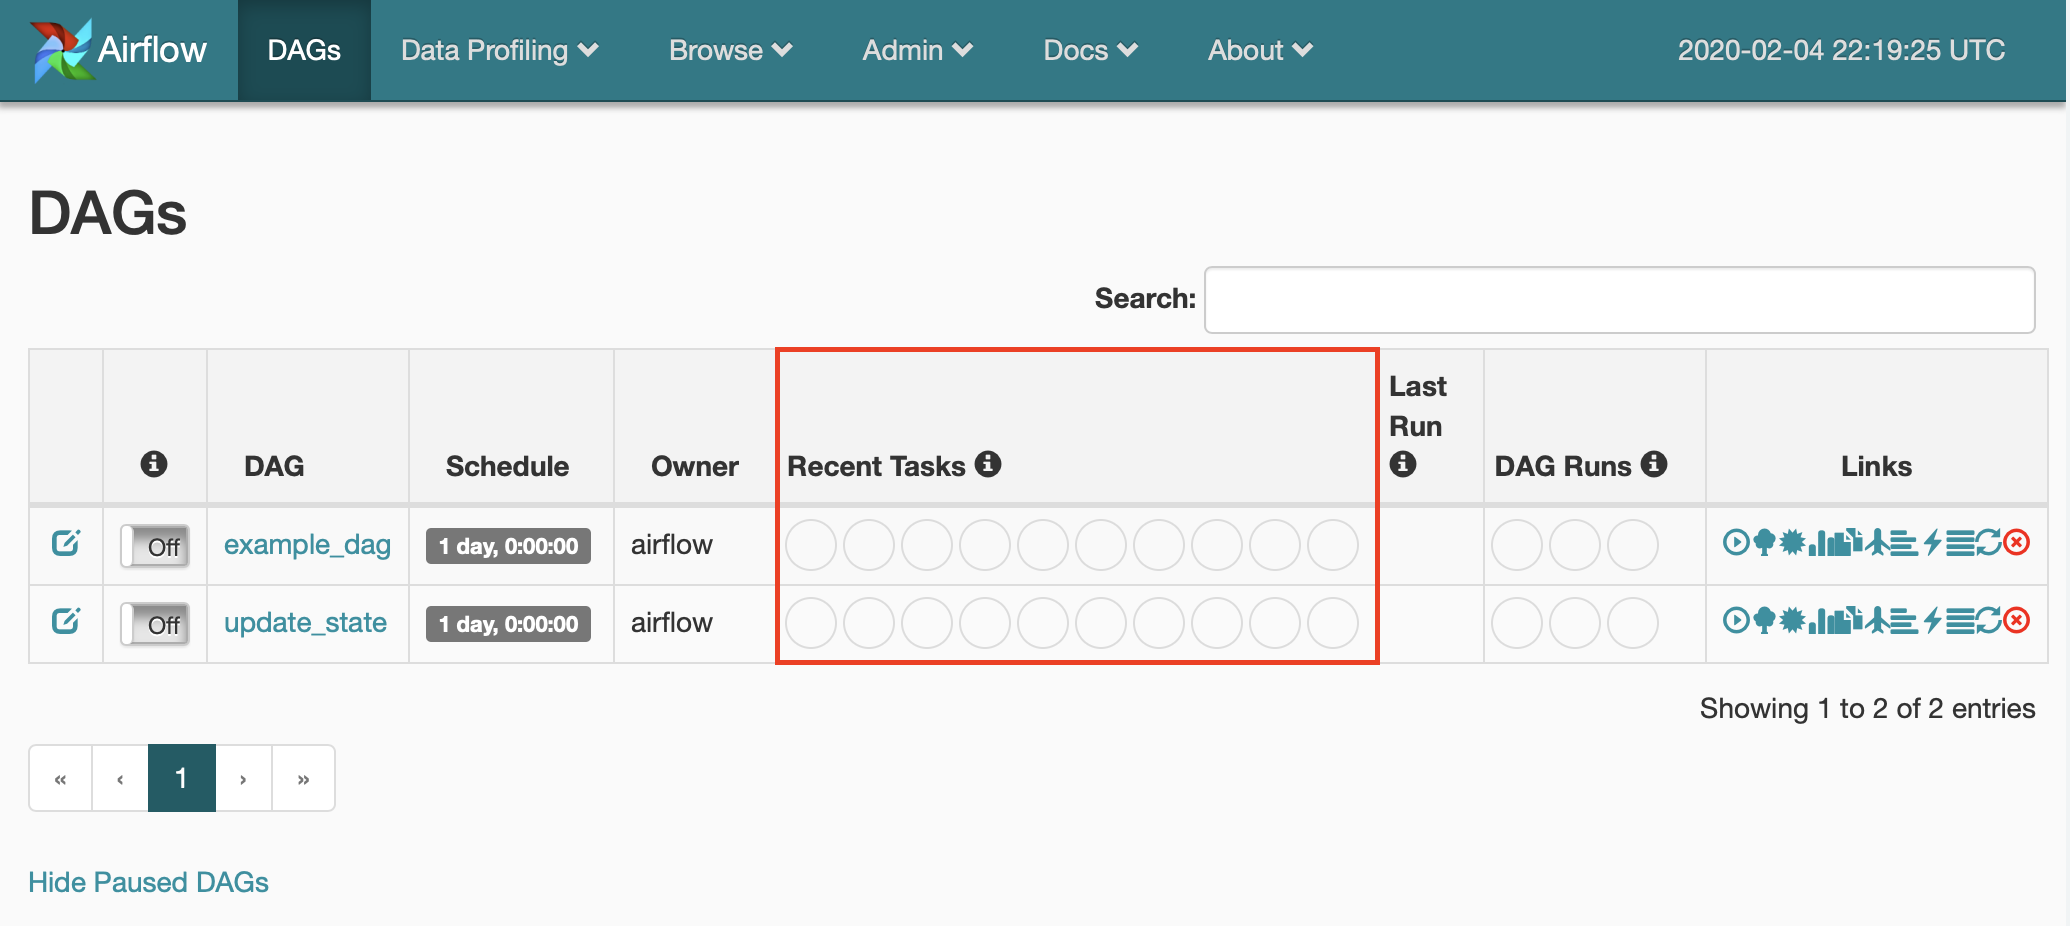 Airflow DAGs Data Profiling Browse Admin Docs About 2020-02-04 22:19:25 UTC
DAGs
Search:
DAG Schedule Owner Recent Tasks Last Run DAG Runs Links
Off example_dag 1 day, 0:00:00 airflow
Off update_state 1 day, 0:00:00 airflow
Showing 1 to 2 of 2 entries
« ‹ 1 › »
Hide Paused DAGs